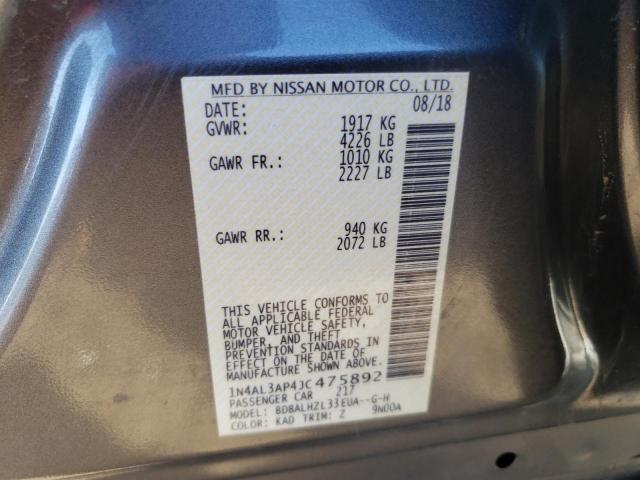 MFD BY NISSAN MOTOR CO., LTD.
DATE: 08/18
GVWR: 1917 KG
4226 LB
GAWR FR.: 1010 KG
2227 LB
GAWR RR.: 940 KG
2072 LB
THIS VEHICLE CONFORMS TO
ALL APPLICABLE FEDERAL
MOTOR VEHICLE SAFETY,
BUMPER, AND THEFT
PREVENTION STANDARDS IN
EFFECT ON THE DATE OF
MANUFACTURE SHOWN ABOVE.
1N4AL3AP4JC475892
PASSENGER CAR 217
MODEL: BDBALHZL33EUA--G-H
COLOR: KAD TRIM: Z 9N00A